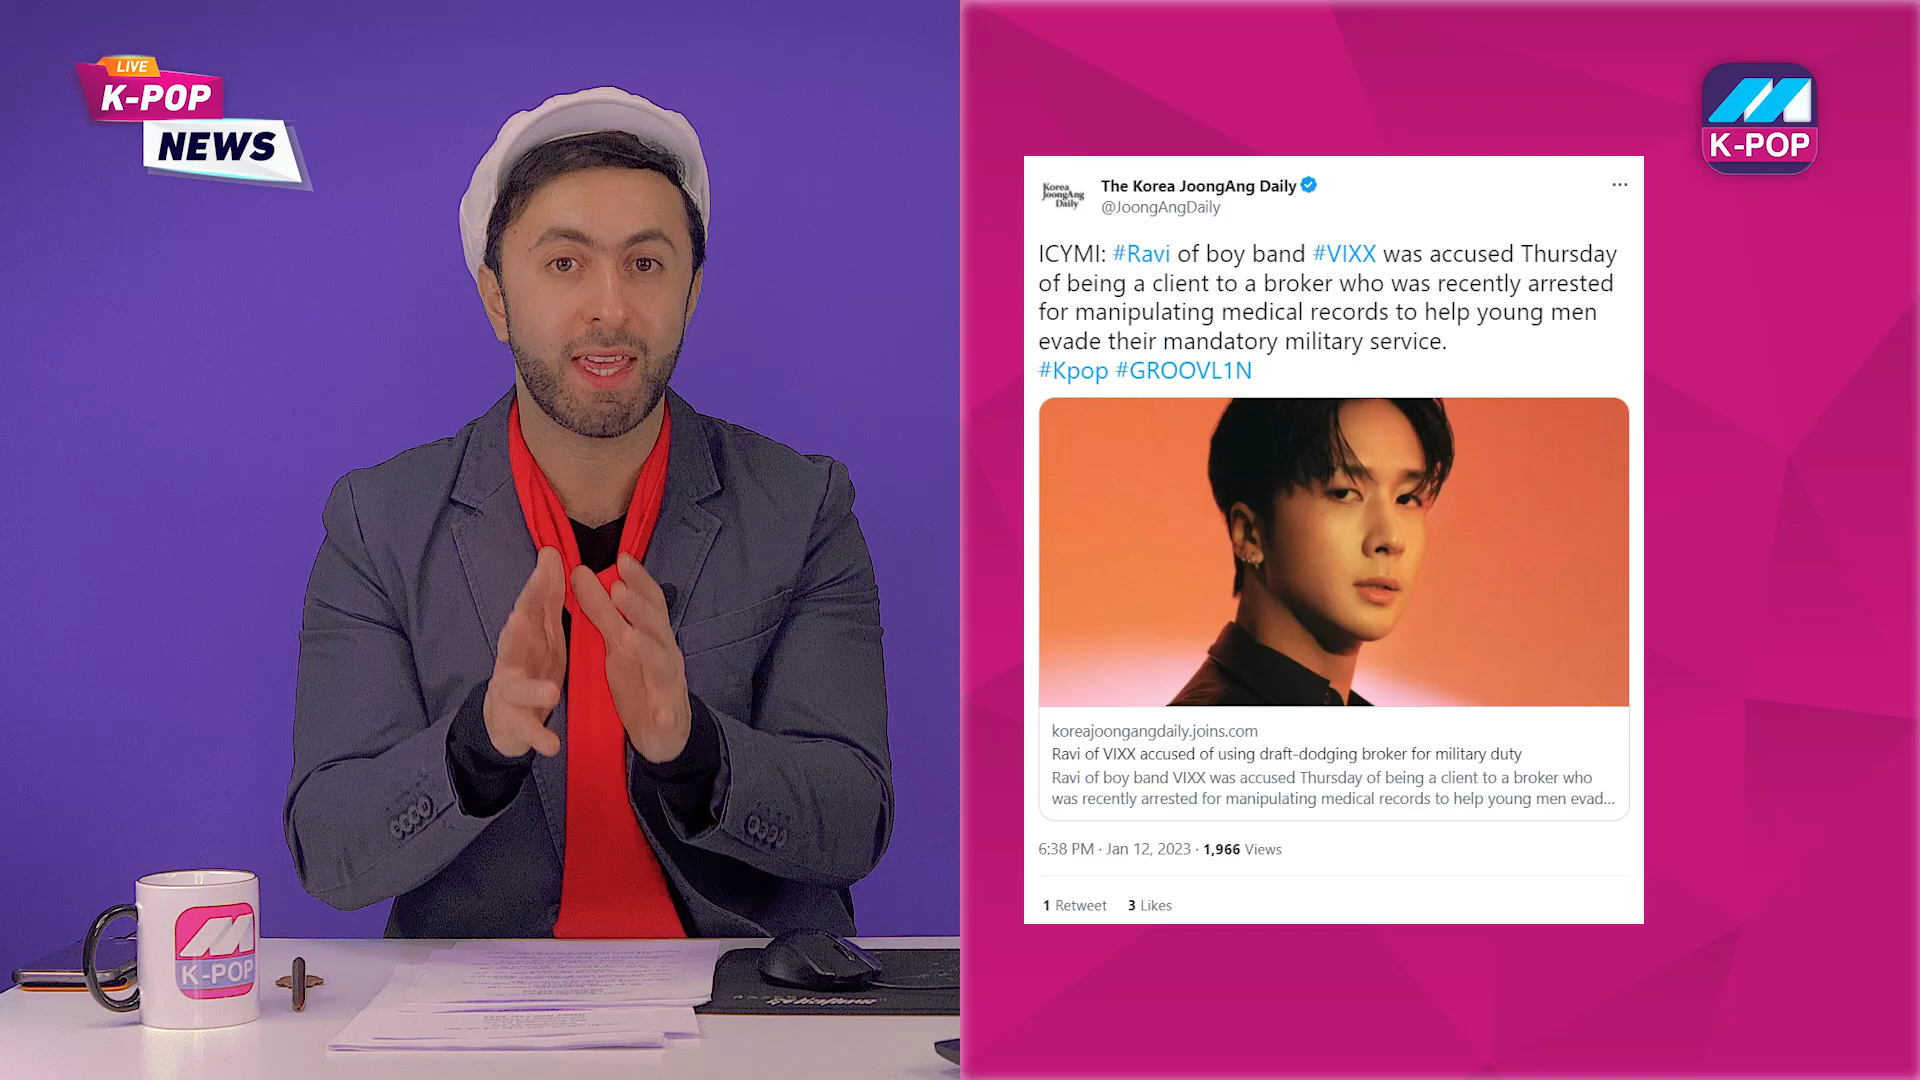 LIVE
K-POP
NEWS
K-POP
Korea
JoongAng
Daily
The Korea JoongAng Daily
@JoongAngDaily
ICYMI: #Ravi of boy band #VIXX was accused Thursday
of being a client to a broker who was recently arrested
for manipulating medical records to help young men
evade their mandatory military service.
#Kpop #GROOVL1N
koreajoongangdaily.joins.com
Ravi of VIXX accused of using draft-dodging broker for military duty
Ravi of boy band VIXX was accused Thursday of being a client to a broker who
was recently arrested for manipulating medical records to help young men evad...
6:38 PM · Jan 12, 2023 · 1,966 Views
1 Retweet 3 Likes
K-POP